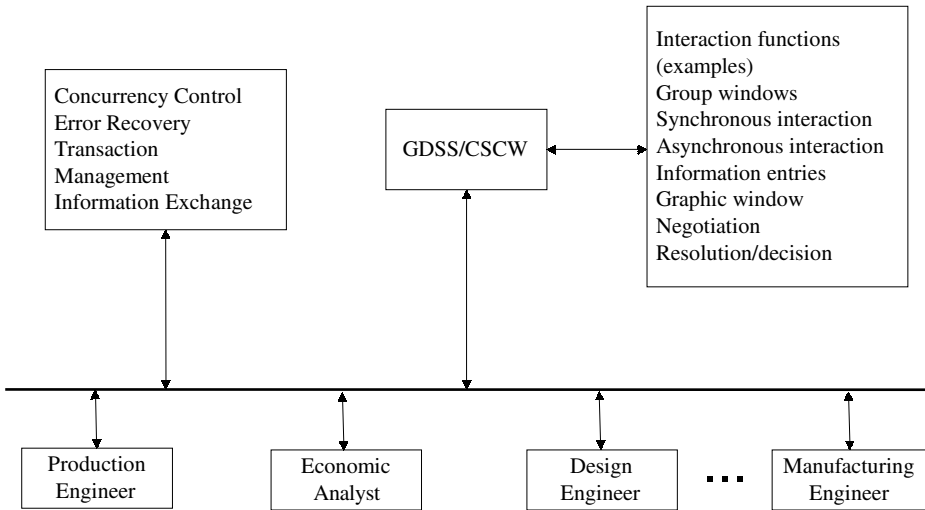 Concurrency Control
Error Recovery
Transaction
Management
Information Exchange
GDSS/CSCW
Interaction functions
(examples)
Group windows
Synchronous interaction
Asynchronous interaction
Information entries
Graphic window
Negotiation
Resolution/decision
Production
Engineer
Economic
Analyst
Design
Engineer
...
Manufacturing
Engineer